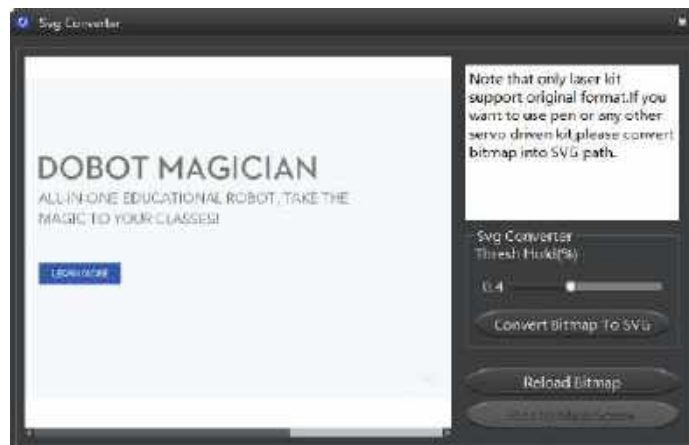 Svg Converter
DOBOT MAGICIAN
ALL-IN-ONE EDUCATIONAL ROBOT, TAKE THE
MAGIC TO YOUR CLASSES!
LEARN MORE
Note that only laser kit
support original format.If you
want to use pen or any other
servo driven kit,please convert
bitmap into SVG path.
Svg Converter
Thresh Hold(%)
0.4
Convert Bitmap To SVG
Reload Bitmap